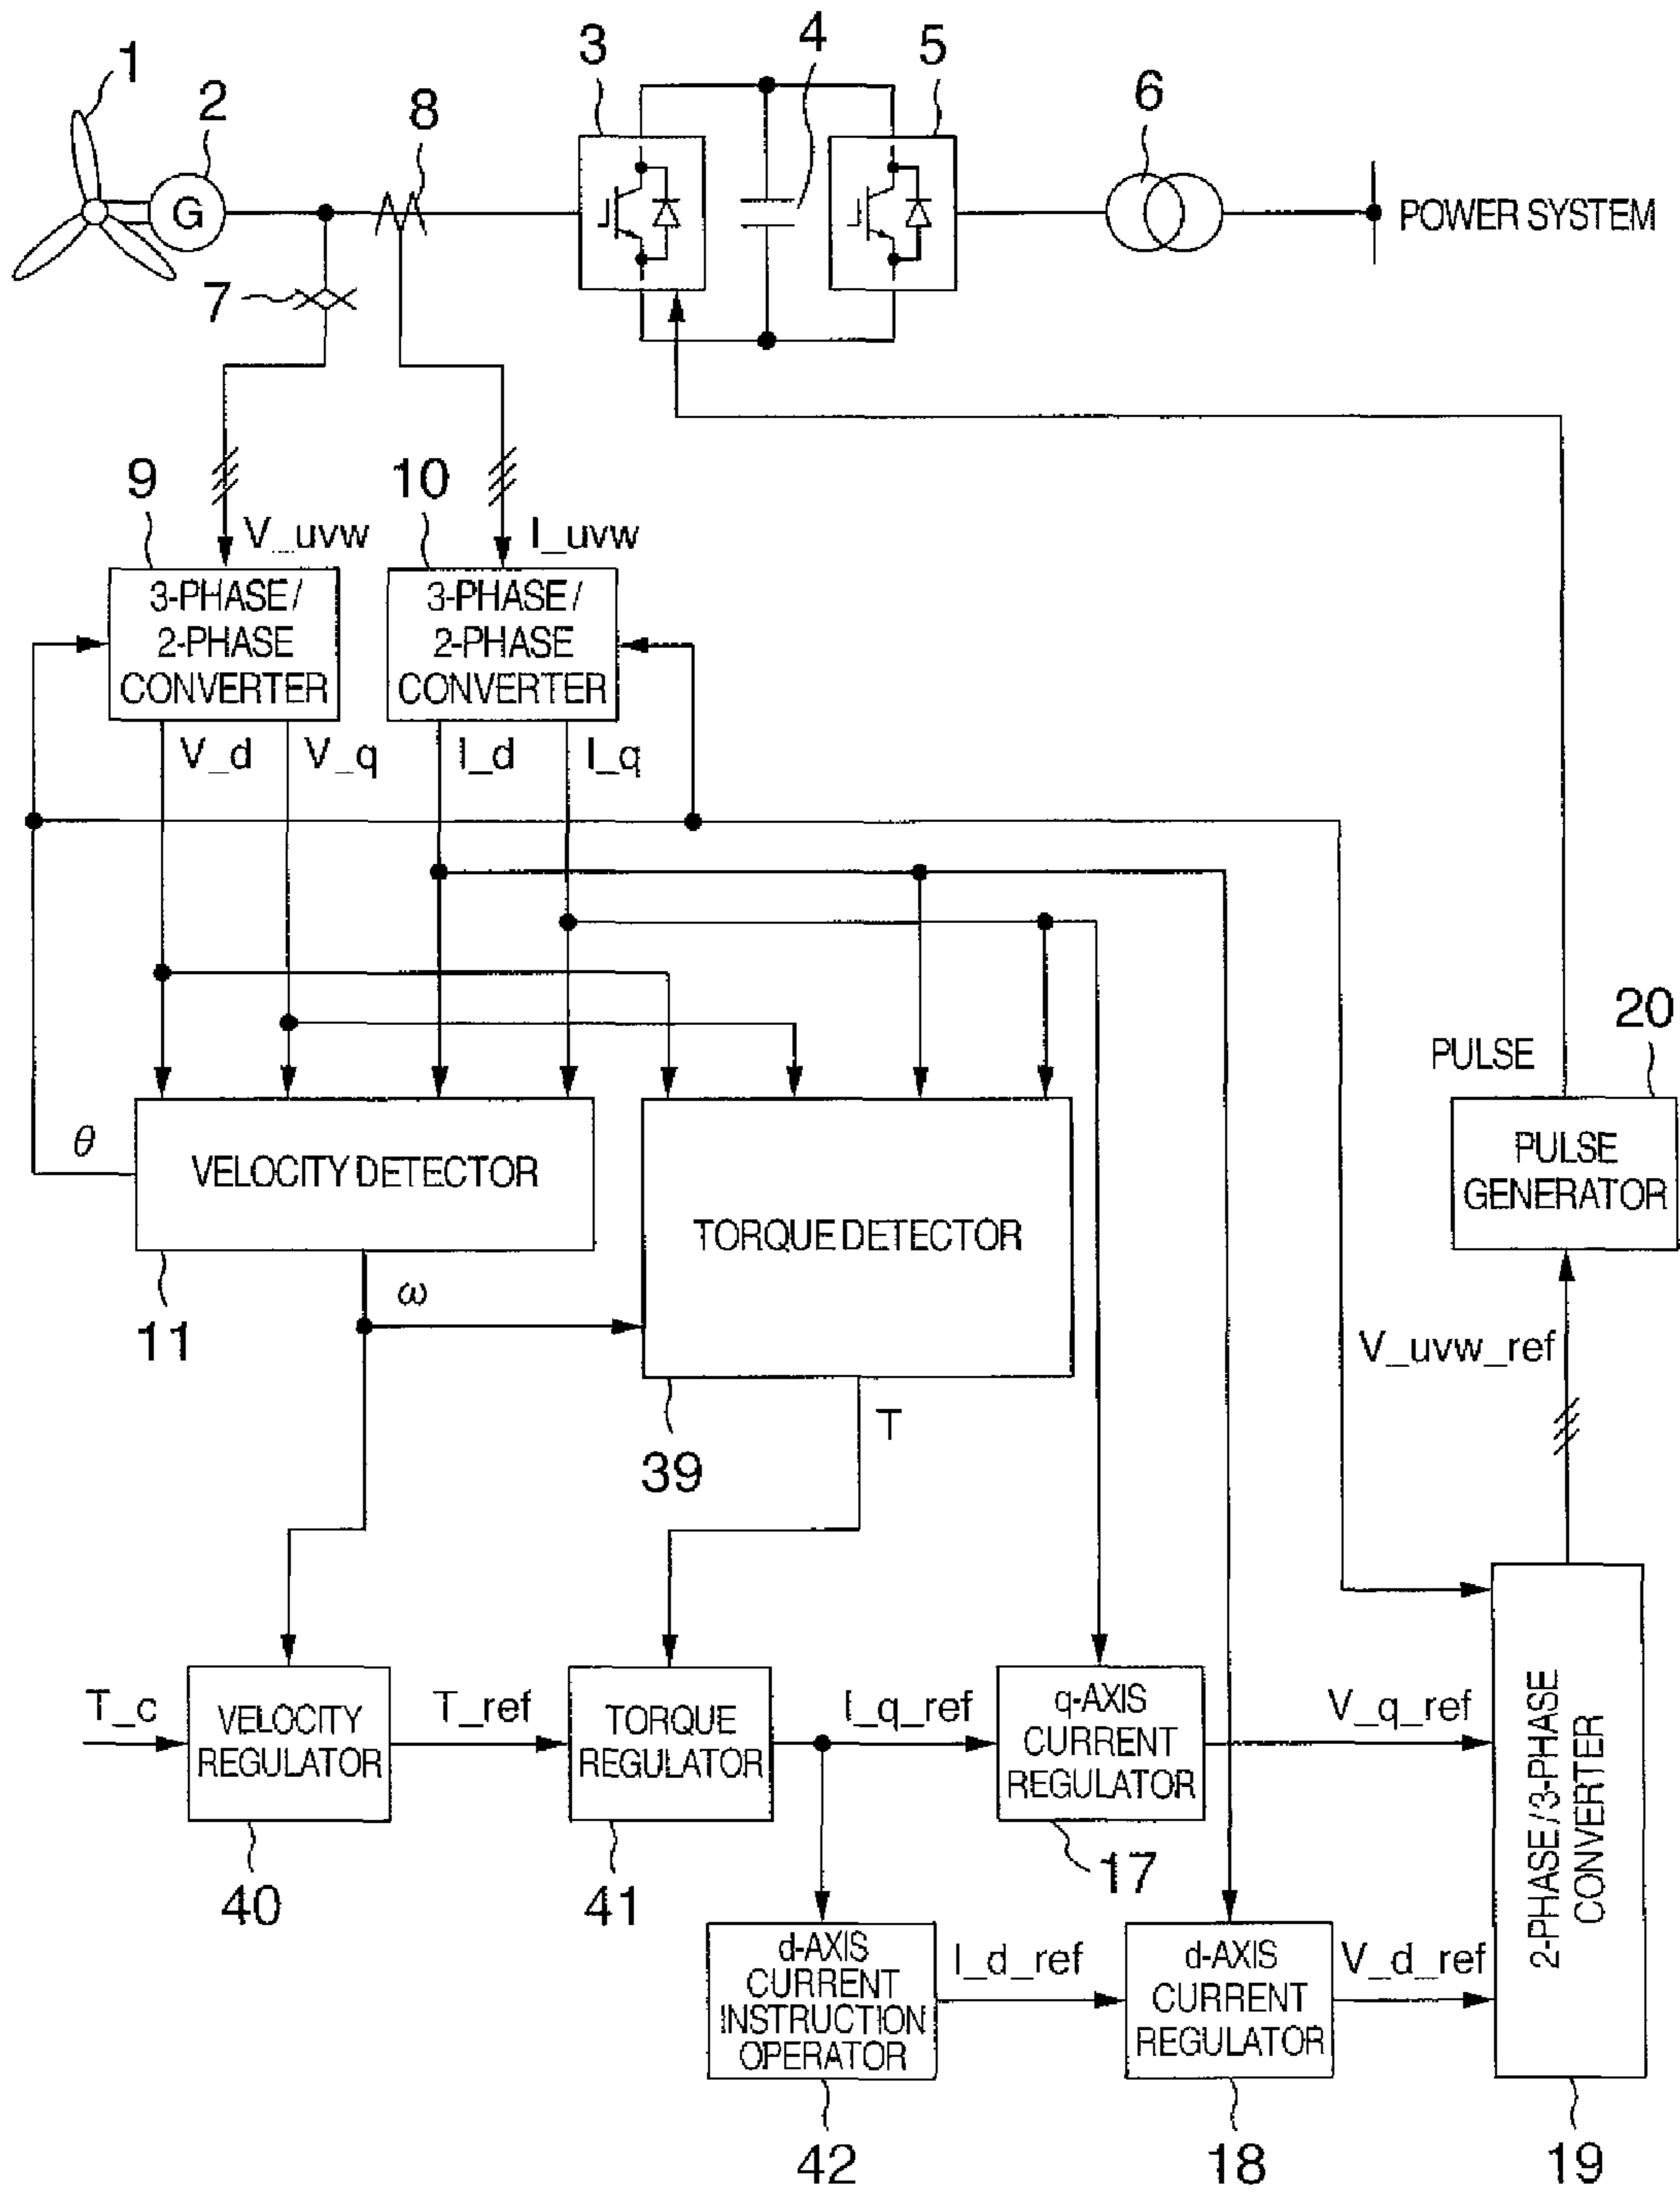 1
2
8
3
4
5
6
G
POWER SYSTEM
7
9
10
V_uvw
I_uvw
3-PHASE/
2-PHASE
CONVERTER
3-PHASE/
2-PHASE
CONVERTER
V_d
V_q
I_d
I_q
20
PULSE
PULSE
GENERATOR
θ
VELOCITY DETECTOR
TORQUE DETECTOR
11
ω
V_uvw_ref
39
T
T_c
VELOCITY
REGULATOR
T_ref
TORQUE
REGULATOR
I_q_ref
q-AXIS
CURRENT
REGULATOR
V_q_ref
2-PHASE/3-PHASE
CONVERTER
40
41
17
d-AXIS
CURRENT
INSTRUCTION
OPERATOR
I_d_ref
d-AXIS
CURRENT
REGULATOR
V_d_ref
42
18
19